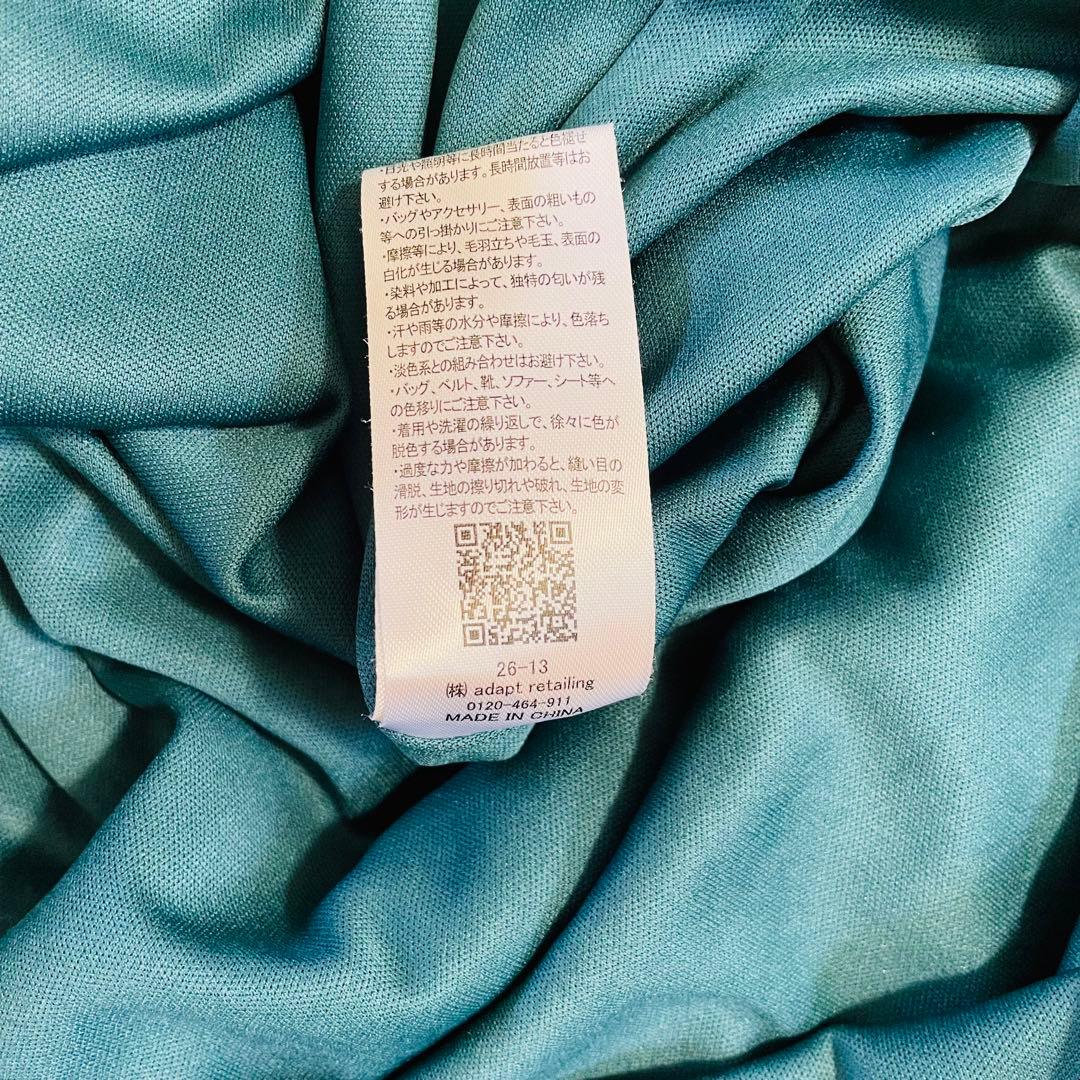 ・日光や照明等に長時間当たると色褪せ
する場合があります。長時間放置等はお
避け下さい。
・バッグやアクセサリー、表面の粗いもの
等への引っ掛かりにご注意下さい。
・摩擦等により、毛羽立ちや毛玉、表面の
白化が生じる場合があります。
・染料や加工によって、独特の匂いが残
る場合があります。
・汗や雨等の水分や摩擦により、色落ち
しますのでご注意下さい。
・淡色系との組み合わせはお避け下さい。
・バッグ、ベルト、靴、ソファー、シート等へ
の色移りにご注意下さい。
・着用や洗濯の繰り返しで、徐々に色が
脱色する場合があります。
・過度な力や摩擦が加わると、縫い目の
滑脱、生地の擦り切れや破れ、生地の変
形が生じますのでご注意下さい。
26-13
㈱ adapt retailing
0120-464-911
MADE IN CHINA